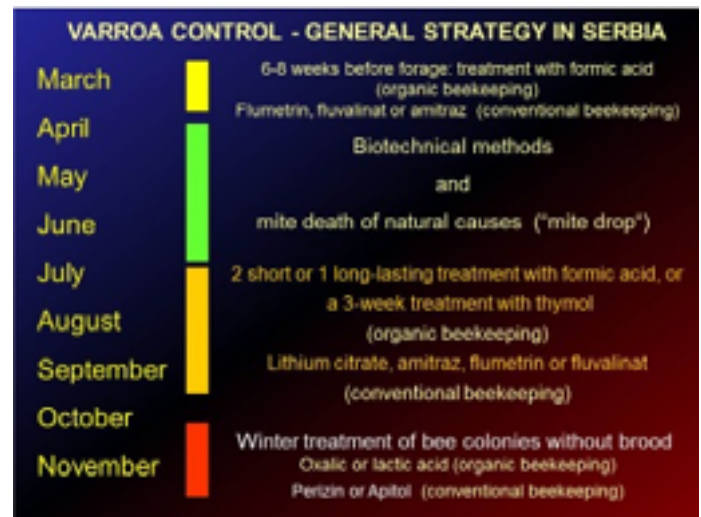 VARROA CONTROL - GENERAL STRATEGY IN SERBIA
March
6-8 weeks before forage: treatment with formic acid
(organic beekeeping)
Flumetrin, fluvalinat or amitraz (conventional beekeeping)
April
Biotechnical methods
May
and
June
mite death of natural causes ("mite drop")
July
2 short or 1 long-lasting treatment with formic acid, or
a 3-week treatment with thymol
August
(organic beekeeping)
September
Lithium citrate, amitraz, flumetrin or fluvalinat
(conventional beekeeping)
October
Winter treatment of bee colonies without brood
November
Oxalic or lactic acid (organic beekeeping)
Perizin or Apitol (conventional beekeeping)